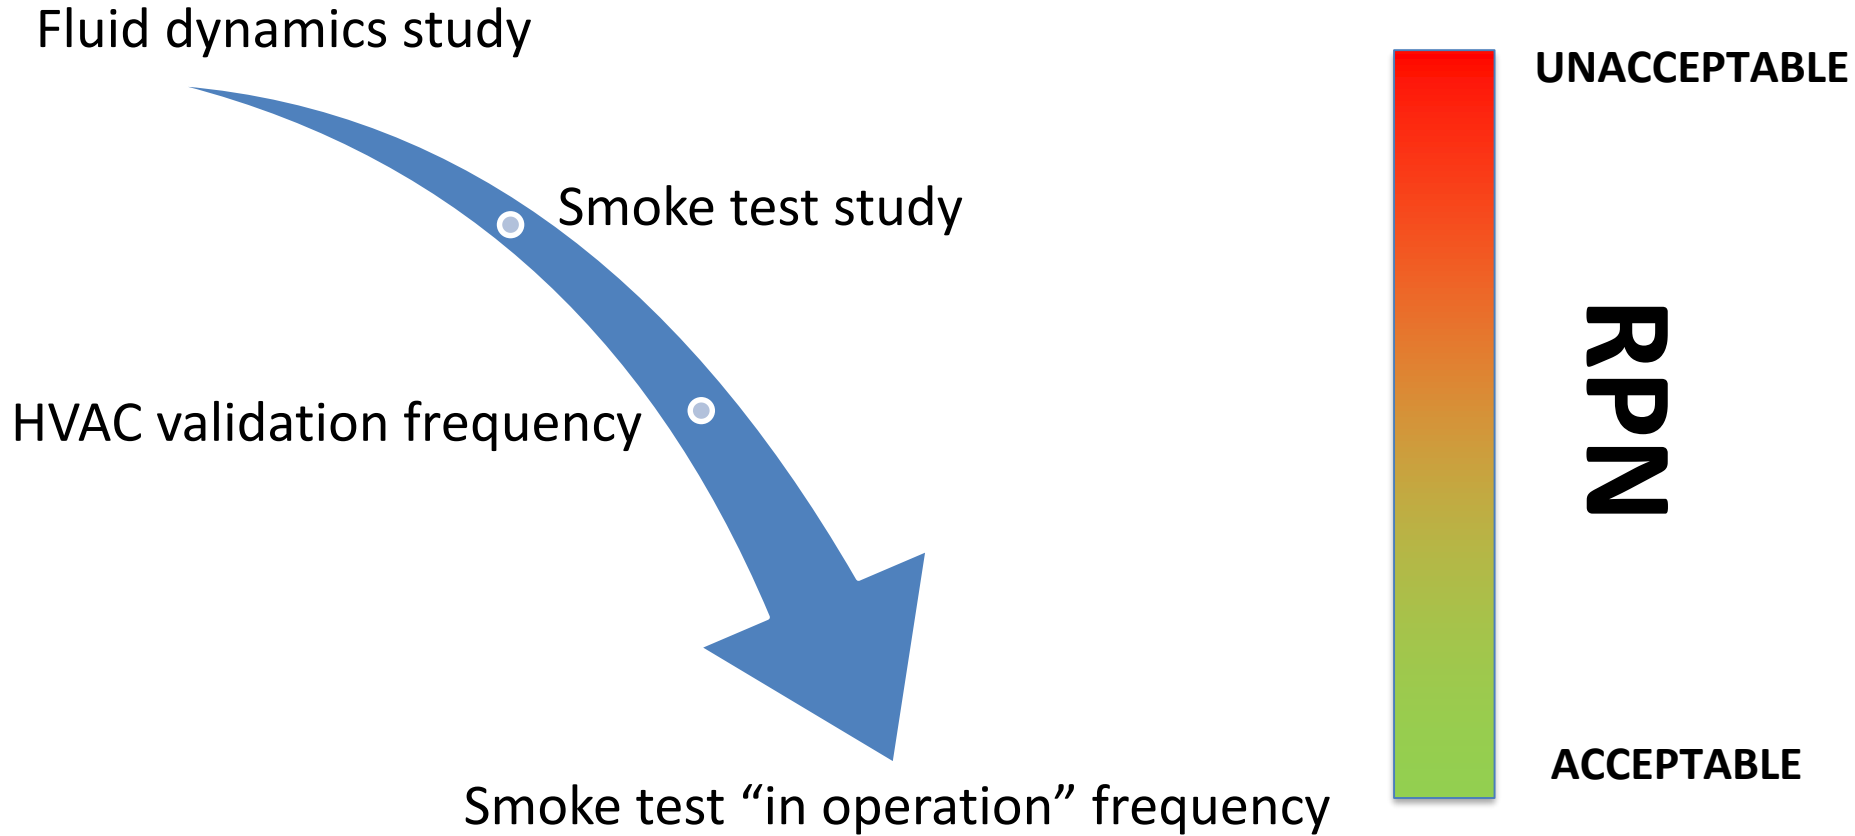 Fluid dynamics study
UNACCEPTABLE
Smoke test study
HVAC validation frequency
RPN
ACCEPTABLE
Smoke test “in operation” frequency